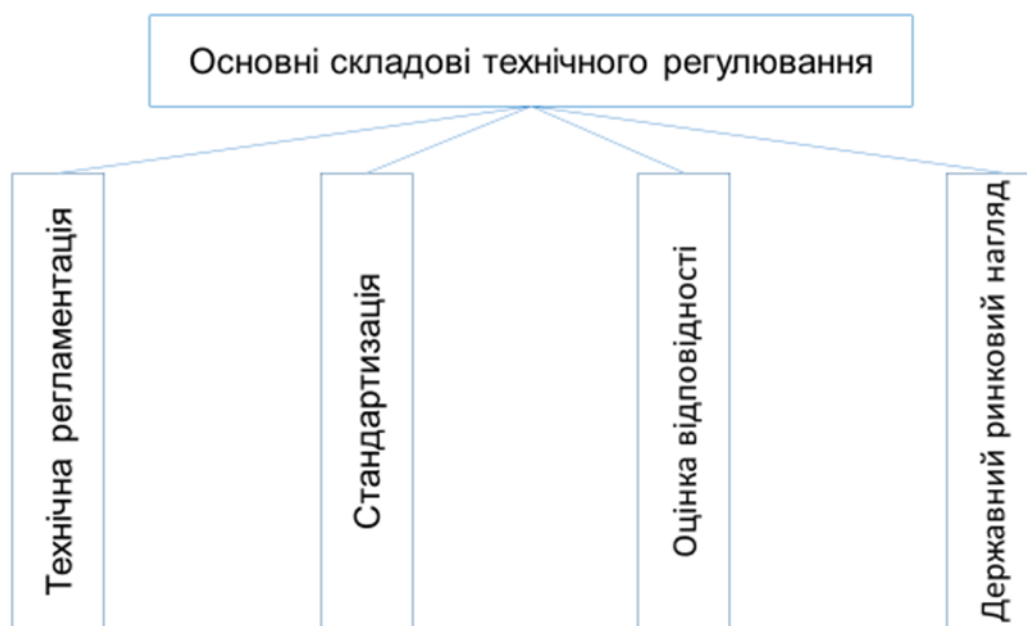 Основні складові технічного регулювання
Технічна регламентація
Стандартизація
Оцінка відповідності
Державний ринковий нагляд